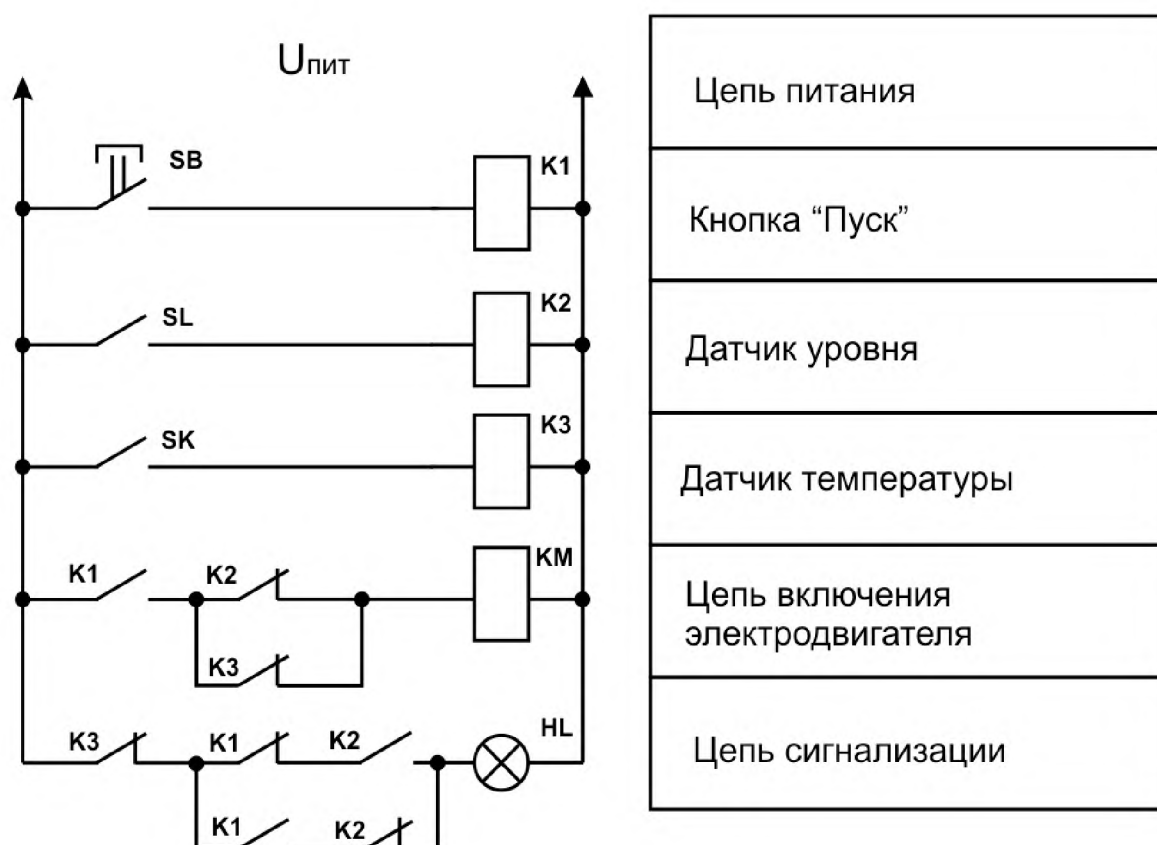 Uпит
SB
K1
SL
K2
SK
K3
K1
K2
KM
K3
K3
K1
K2
HL
K1
K2
Цепь питания
Кнопка “Пуск”
Датчик уровня
Датчик температуры
Цепь включения
электродвигателя
Цепь сигнализации